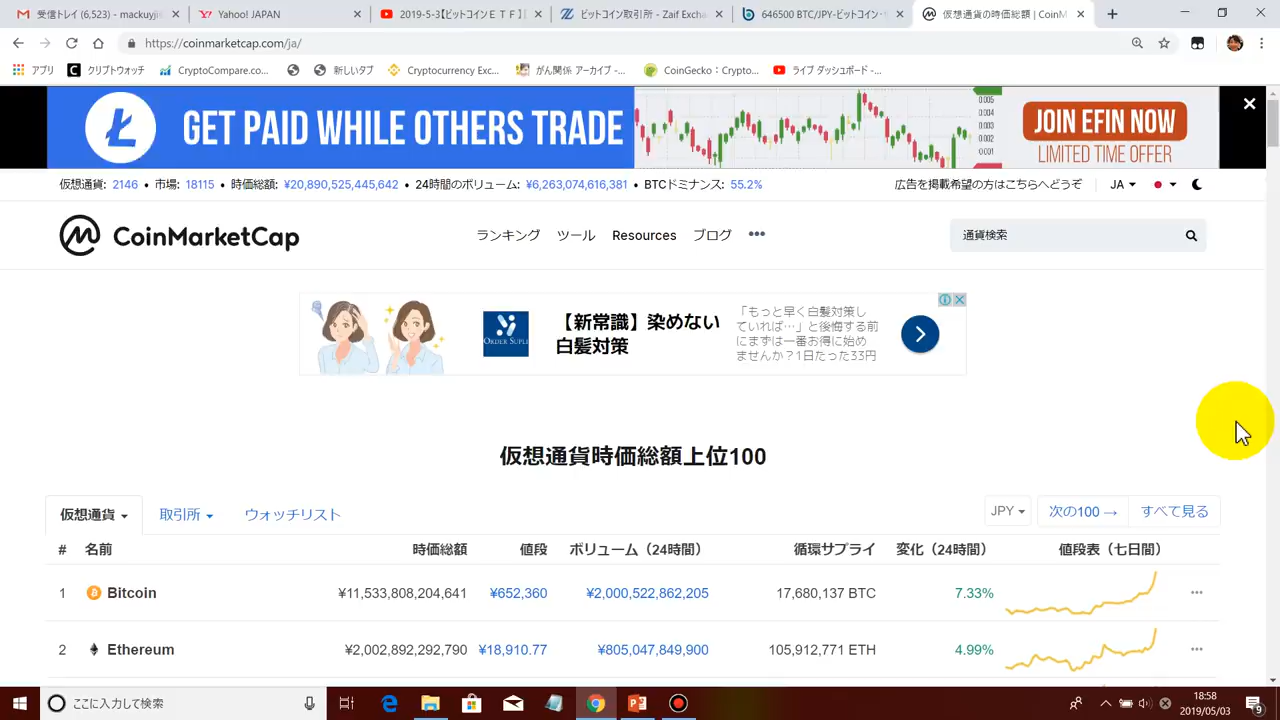 受信トレイ (6,523) - mackuyjie
Yahoo! JAPAN
2019-5-3【ビットコインＥＴＦ】【
ビットコイン取引所 - Zaif Exchan
646500 BTC/JPY-ビットコイン・
仮想通貨の時価総額 | CoinM
https://coinmarketcap.com/ja/
アプリ
クリプトウォッチ
CryptoCompare.co...
新しいタブ
Cryptocurrency Exc...
がん関係 アーカイブ -...
CoinGecko：Crypto...
ライブ ダッシュボード -...
GET PAID WHILE OTHERS TRADE
0.005
0.004
0.003
0.002
0.001
JOIN EFIN NOW
LIMITED TIME OFFER
仮想通貨: 2146 • 市場: 18115 • 時価総額: ¥20,890,525,445,642 • 24時間のボリューム: ¥6,263,074,616,381 • BTCドミナンス: 55.2%
広告を掲載希望の方はこちらへどうぞ
JA
CoinMarketCap
ランキング ツール Resources ブログ
通貨検索
ORDER SUPLI
【新常識】染めない
白髪対策
「もっと早く白髪対策し
ていれば…」と後悔する前
にまずは一番お得に始め
ませんか？1日たった33円
仮想通貨時価総額上位100
仮想通貨 取引所 ウォッチリスト
JPY 次の100 → すべて見る
# 名前 時価総額 値段 ボリューム（24時間） 循環サプライ 変化（24時間） 値段表（七日間）
1 Bitcoin ¥11,533,808,204,641 ¥652,360 ¥2,000,522,862,205 17,680,137 BTC 7.33%
2 Ethereum ¥2,002,892,292,790 ¥18,910.77 ¥805,047,849,900 105,912,771 ETH 4.99%
ここに入力して検索
18:58
2019/05/03
9